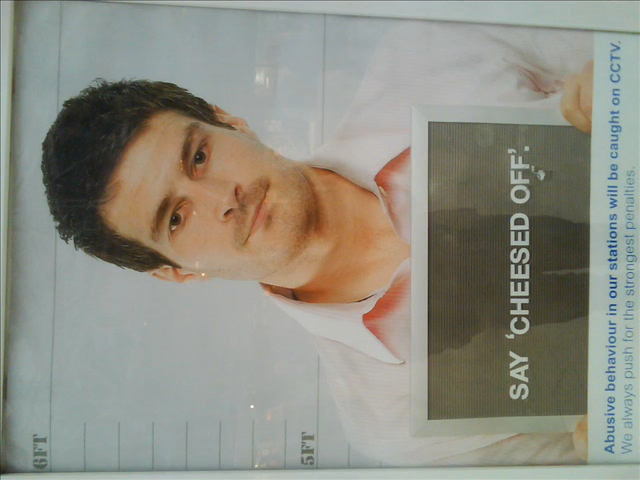 6FT
5FT
SAY 'CHEESED OFF'.
Abusive behaviour in our stations will be caught on CCTV.
We always push for the strongest penalties.